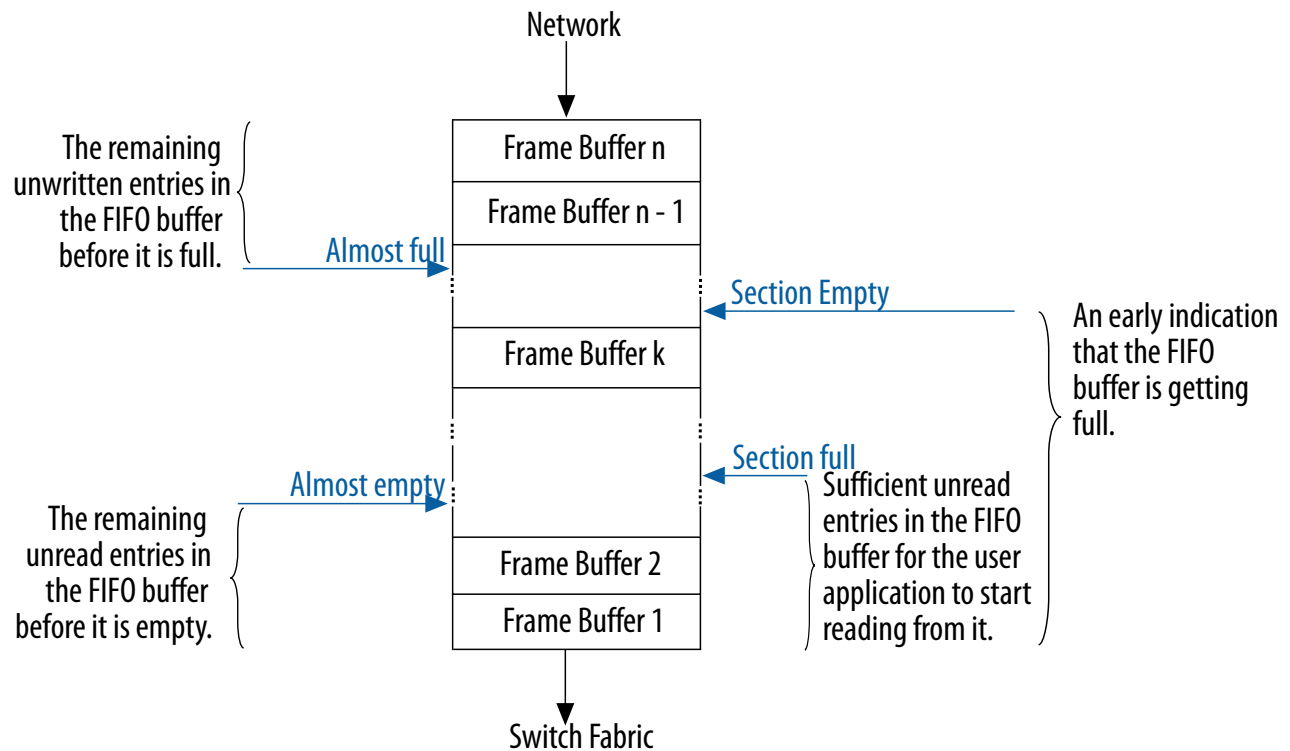 Network
Frame Buffer n
The remaining
unwritten entries in
the FIFO buffer
before it is full.
Frame Buffer n - 1
Almost full
Section Empty
An early indication
that the FIFO
buffer is getting
full.
Frame Buffer k
Section full
Almost empty
Sufficient unread
entries in the FIFO
buffer for the user
application to start
reading from it.
The remaining
unread entries in
the FIFO buffer
before it is empty.
Frame Buffer 2
Frame Buffer 1
Switch Fabric